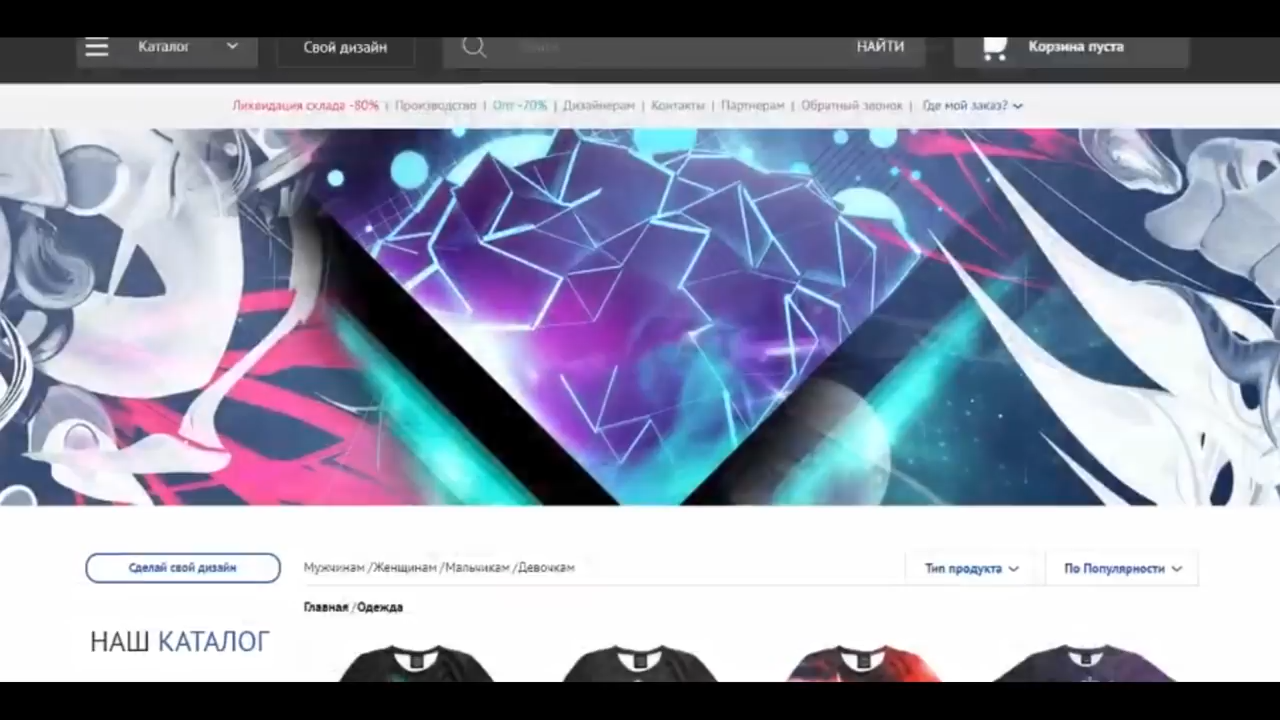 Каталог Свой дизайн НАЙТИ Корзина пуста
Ликвидация склада -80% | Производство | Опт -70% | Дизайнерам | Контакты | Партнерам | Обратный звонок | Где мой заказ?
Сделай свой дизайн Мужчинам /Женщинам /Мальчикам /Девочкам Тип продукта По Популярности
Главная /Одежда
НАШ КАТАЛОГ